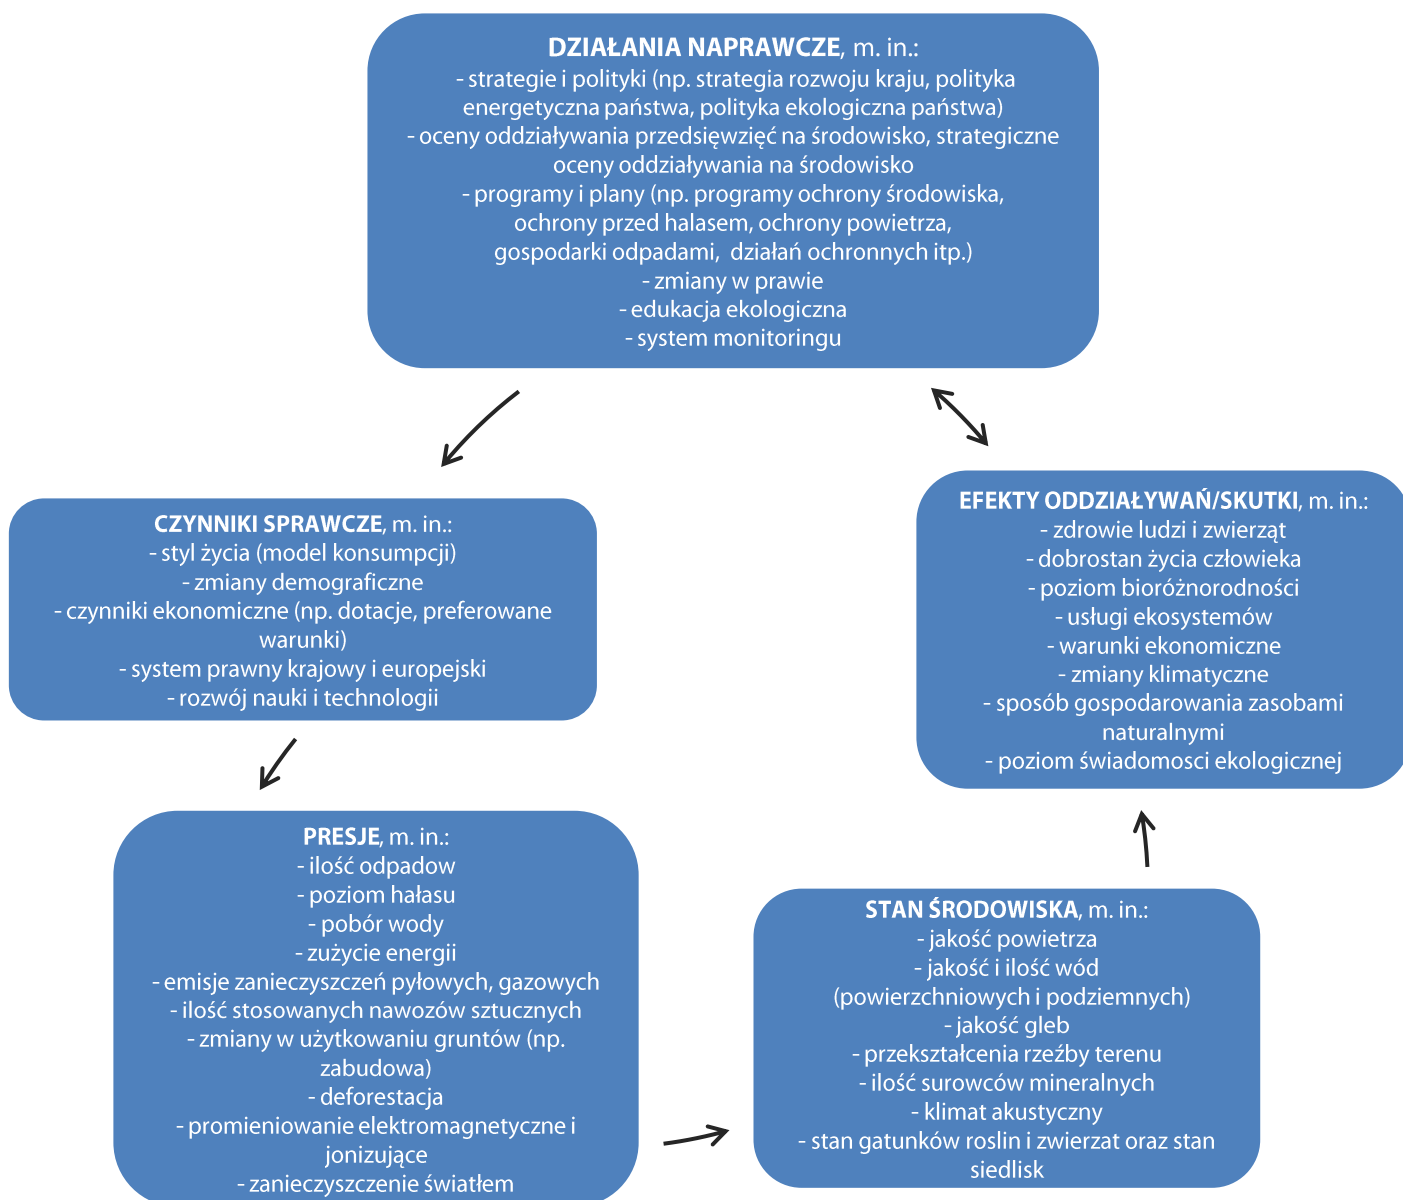 DZIAŁANIA NAPRAWCZE, m. in.:
- strategie i polityki (np. strategia rozwoju kraju, polityka
energetyczna państwa, polityka ekologiczna państwa)
- oceny oddziaływania przedsięwzięć na środowisko, strategiczne
oceny oddziaływania na środowisko
- programy i plany (np. programy ochrony środowiska,
ochrony przed halasem, ochrony powietrza,
gospodarki odpadami, działań ochronnych itp.)
- zmiany w prawie
- edukacja ekologiczna
- system monitoringu
CZYNNIKI SPRAWCZE, m. in.:
- styl życia (model konsumpcji)
- zmiany demograficzne
- czynniki ekonomiczne (np. dotacje, preferowane
warunki)
- system prawny krajowy i europejski
- rozwój nauki i technologii
EFEKTY ODDZIAŁYWAŃ/SKUTKI, m. in.:
- zdrowie ludzi i zwierząt
- dobrostan życia człowieka
- poziom bioróżnorodności
- usługi ekosystemów
- warunki ekonomiczne
- zmiany klimatyczne
- sposób gospodarowania zasobami
naturalnymi
- poziom świadomosci ekologicznej
PRESJE, m. in.:
- ilość odpadow
- poziom hałasu
- pobór wody
- zużycie energii
- emisje zanieczyszczeń pyłowych, gazowych
- ilość stosowanych nawozów sztucznych
- zmiany w użytkowaniu gruntów (np.
zabudowa)
- deforestacja
- promieniowanie elektromagnetyczne i
jonizujące
- zanieczyszczenie światłem
STAN ŚRODOWISKA, m. in.:
- jakość powietrza
- jakość i ilość wód
(powierzchniowych i podziemnych)
- jakość gleb
- przekształcenia rzeźby terenu
- ilość surowców mineralnych
- klimat akustyczny
- stan gatunków roslin i zwierzat oraz stan
siedlisk